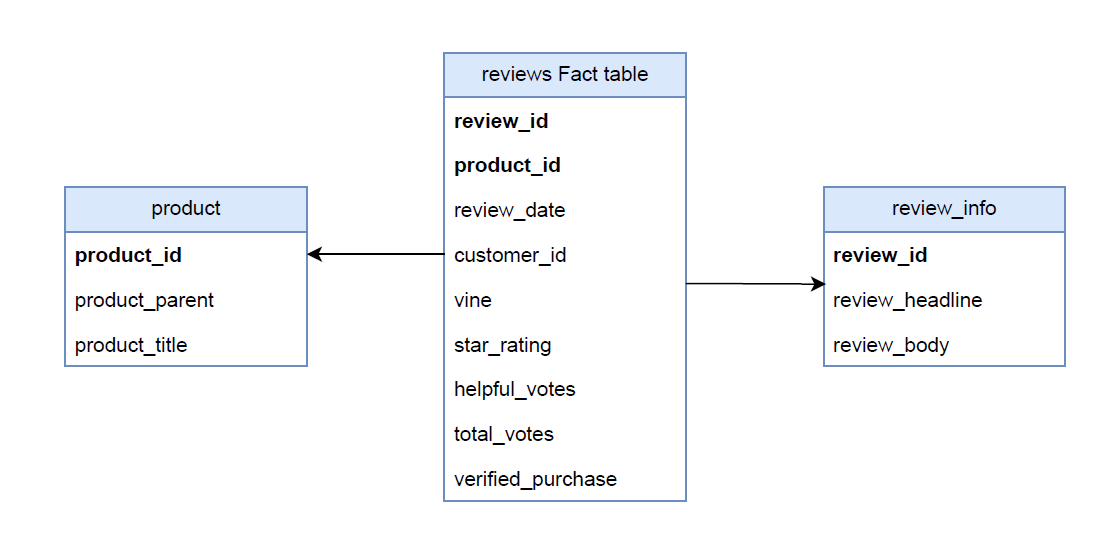 reviews Fact table
review_id
product_id
review_date
customer_id
vine
star_rating
helpful_votes
total_votes
verified_purchase
product
product_id
product_parent
product_title
review_info
review_id
review_headline
review_body